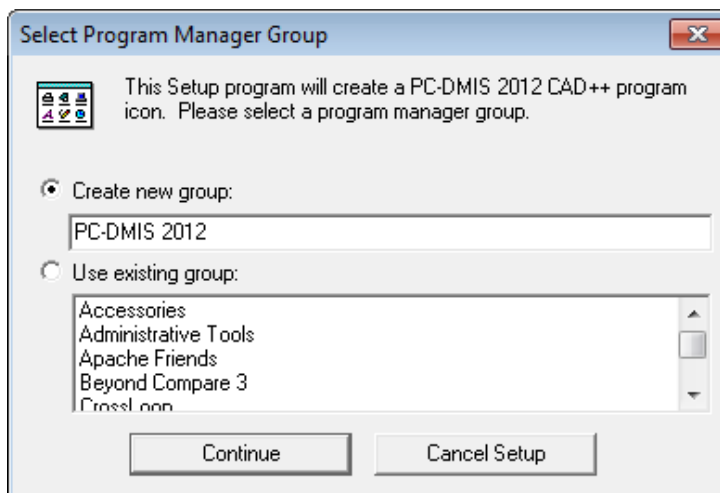 Select Program Manager Group
This Setup program will create a PC-DMIS 2012 CAD++ program
icon. Please select a program manager group.
Create new group:
PC-DMIS 2012
Use existing group:
Accessories
Administrative Tools
Apache Friends
Beyond Compare 3
CrossLoop
Continue
Cancel Setup